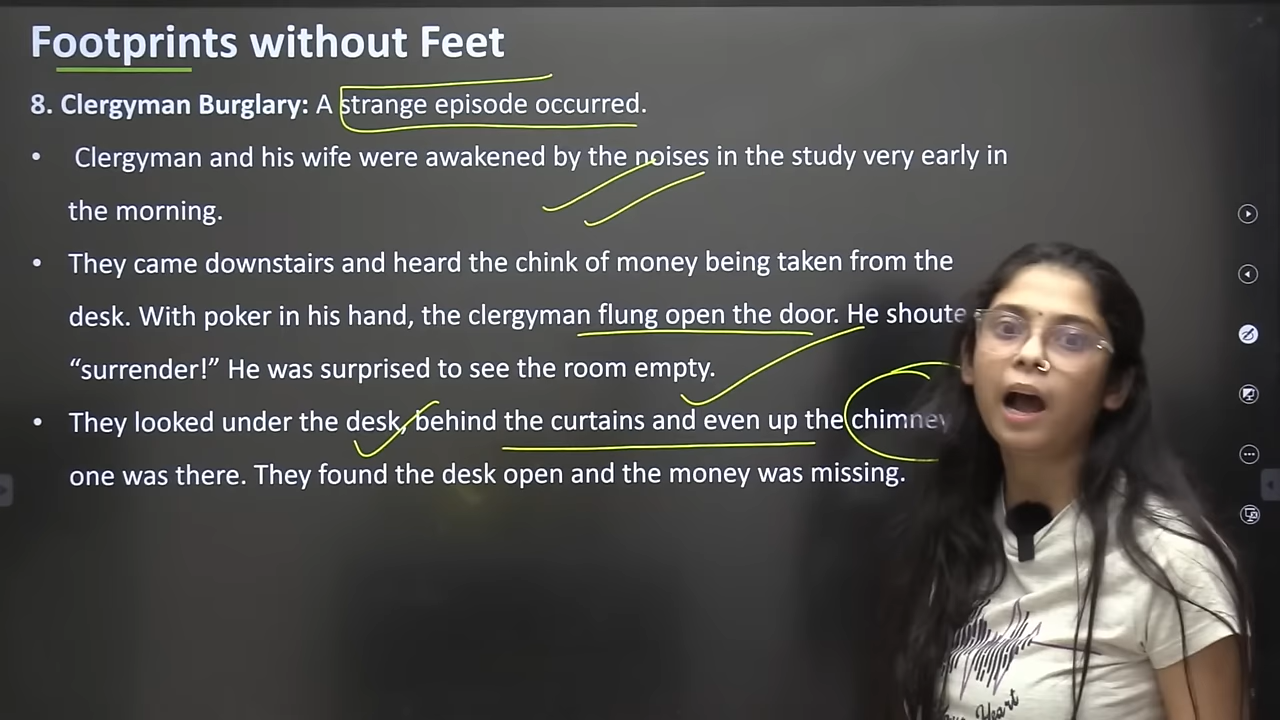 Footprints without Feet
8. Clergyman Burglary: A strange episode occurred.
• Clergyman and his wife were awakened by the noises in the study very early in
the morning.
• They came downstairs and heard the chink of money being taken from the
desk. With poker in his hand, the clergyman flung open the door. He shoute
“surrender!” He was surprised to see the room empty.
• They looked under the desk, behind the curtains and even up the chimney
one was there. They found the desk open and the money was missing.
Heart